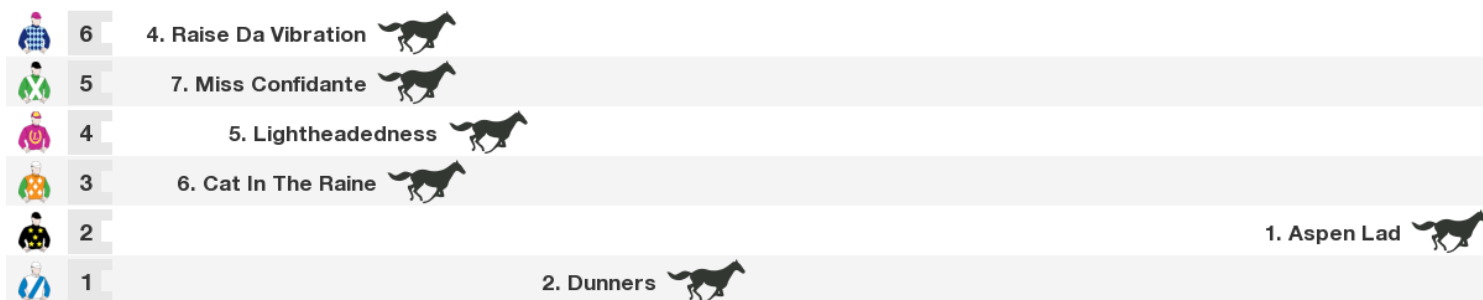 6 4. Raise Da Vibration
5 7. Miss Confidante
4 5. Lightheadedness
3 6. Cat In The Raine
2 1. Aspen Lad
1 2. Dunners